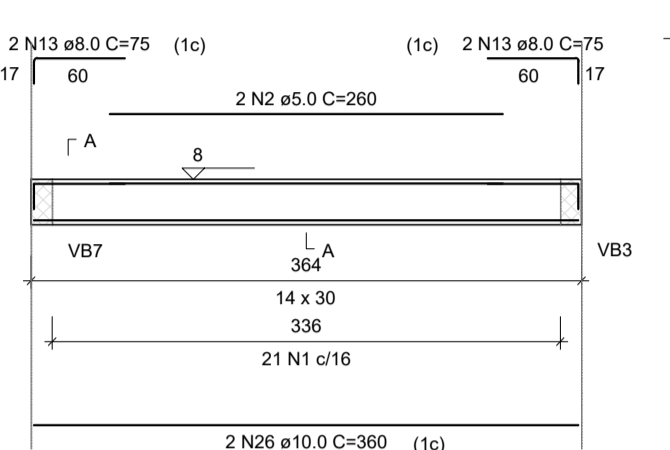 2 N13 ø8.0 C=75 (1c) (1c) 2 N13 ø8.0 C=75
17 60 60 17
2 N2 ø5.0 C=260
A
8
VB7 A VB3
364
14 x 30
336
21 N1 c/16
2 N26 ø10.0 C=360 (1c)